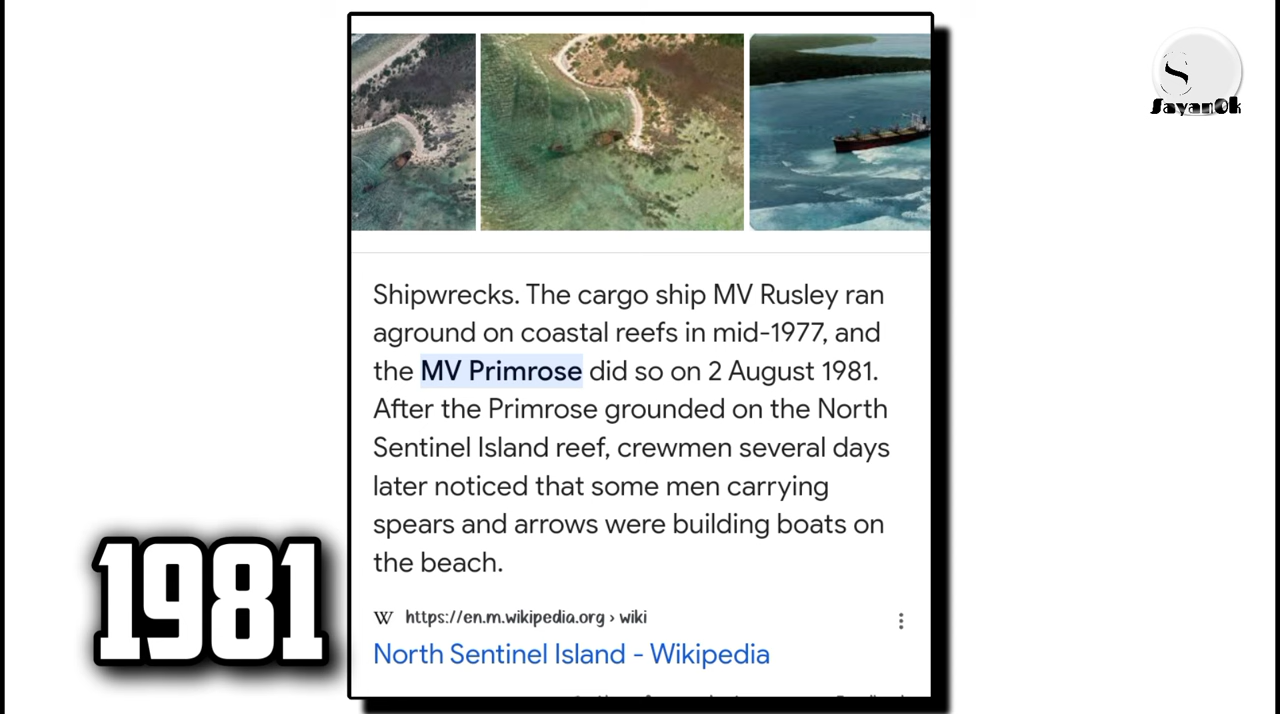 S
SayanOk
Shipwrecks. The cargo ship MV Rusley ran
aground on coastal reefs in mid-1977, and
the MV Primrose did so on 2 August 1981.
After the Primrose grounded on the North
Sentinel Island reef, crewmen several days
later noticed that some men carrying
spears and arrows were building boats on
the beach.
1981
W https://en.m.wikipedia.org › wiki
North Sentinel Island - Wikipedia